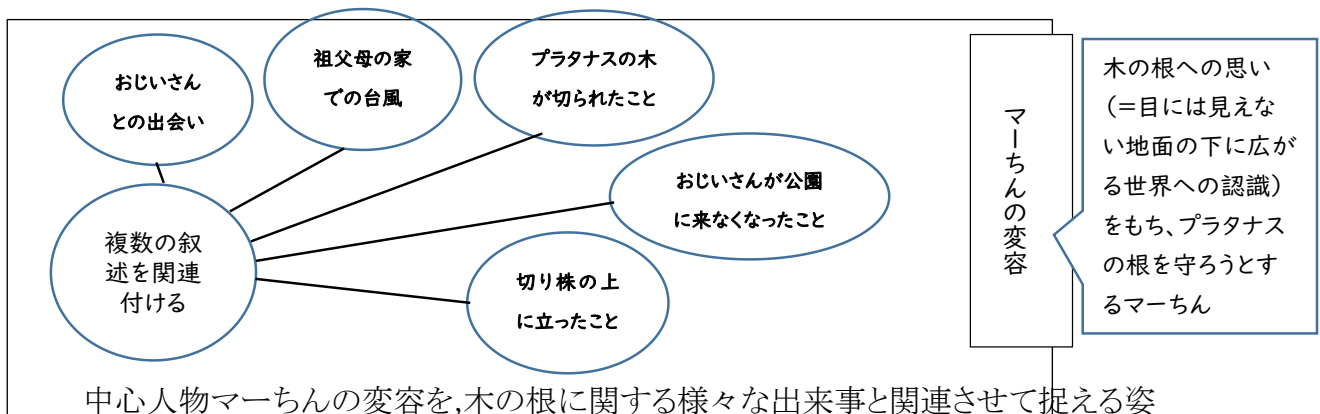 おじいさん
との出会い
祖父母の家
での台風
プラタナスの木
が切られたこと
おじいさんが公園
に来なくなったこと
切り株の上
に立ったこと
複数の叙
述を関連
付ける
マーちんの変容
木の根への思い
(=目には見えな
い地面の下に広が
る世界への認識)
をもち、プラタナス
の根を守ろうとす
るマーちん
中心人物マーちんの変容を,木の根に関する様々な出来事と関連させて捉える姿